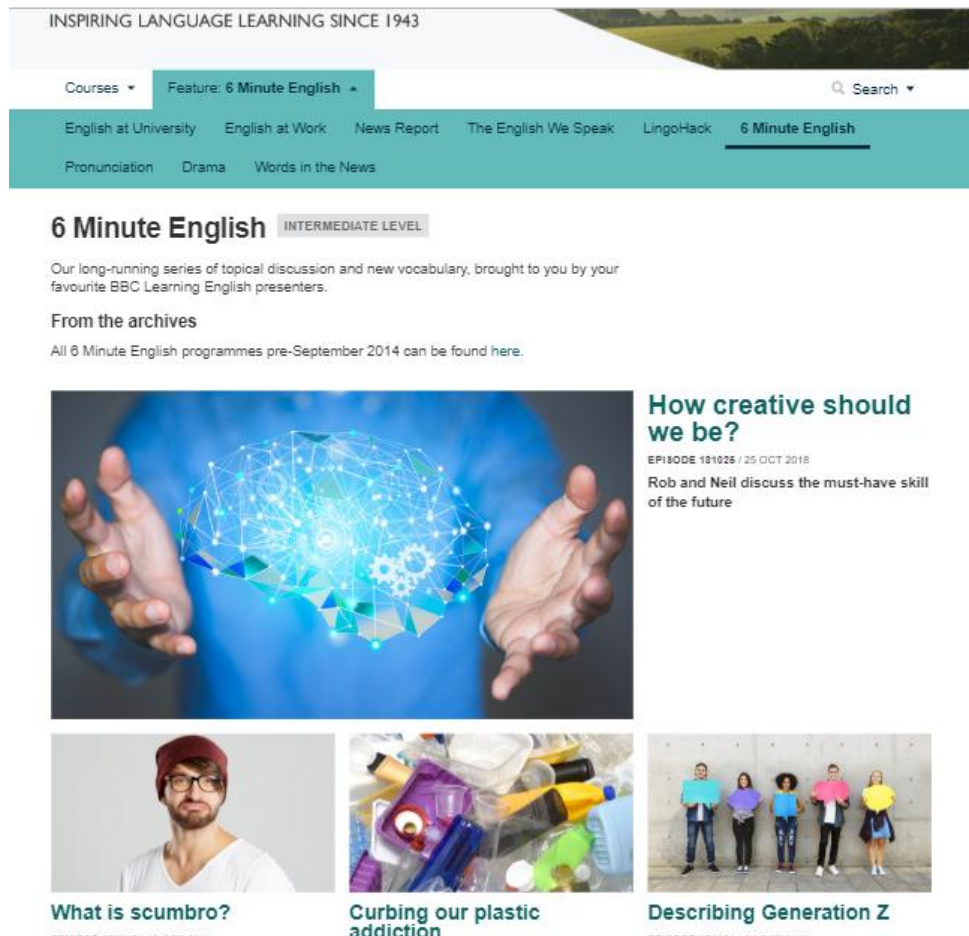 INSPIRING LANGUAGE LEARNING SINCE 1943
Courses
Feature: 6 Minute English
Search
English at University
English at Work
News Report
The English We Speak
LingoHack
6 Minute English
Pronunciation
Drama
Words in the News
6 Minute English
INTERMEDIATE LEVEL
Our long-running series of topical discussion and new vocabulary, brought to you by your
favourite BBC Learning English presenters.
From the archives
All 6 Minute English programmes pre-September 2014 can be found here.
How creative should
we be?
EPISODE 181025 / 25 OCT 2018
Rob and Neil discuss the must-have skill
of the future
What is scumbro?
Curbing our plastic
addiction
Describing Generation Z